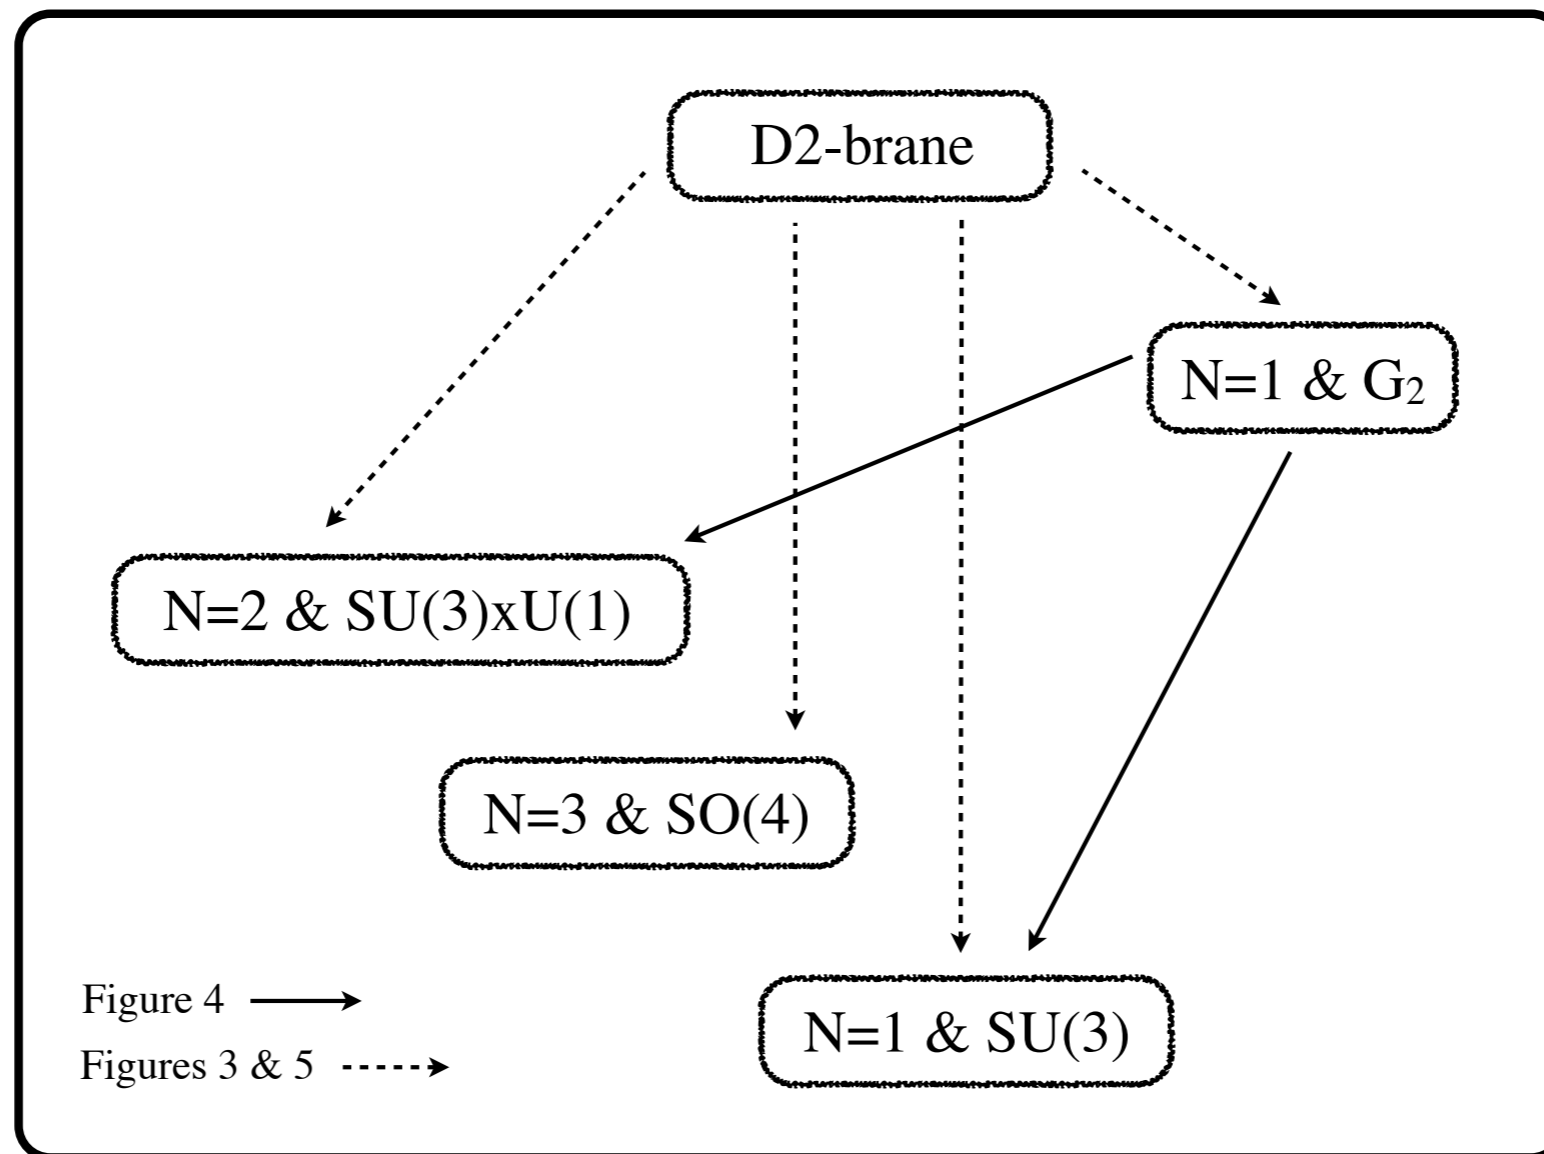 D2-brane
N=1 & G₂
N=2 & SU(3)xU(1)
N=3 & SO(4)
N=1 & SU(3)
Figure 4
Figures 3 & 5